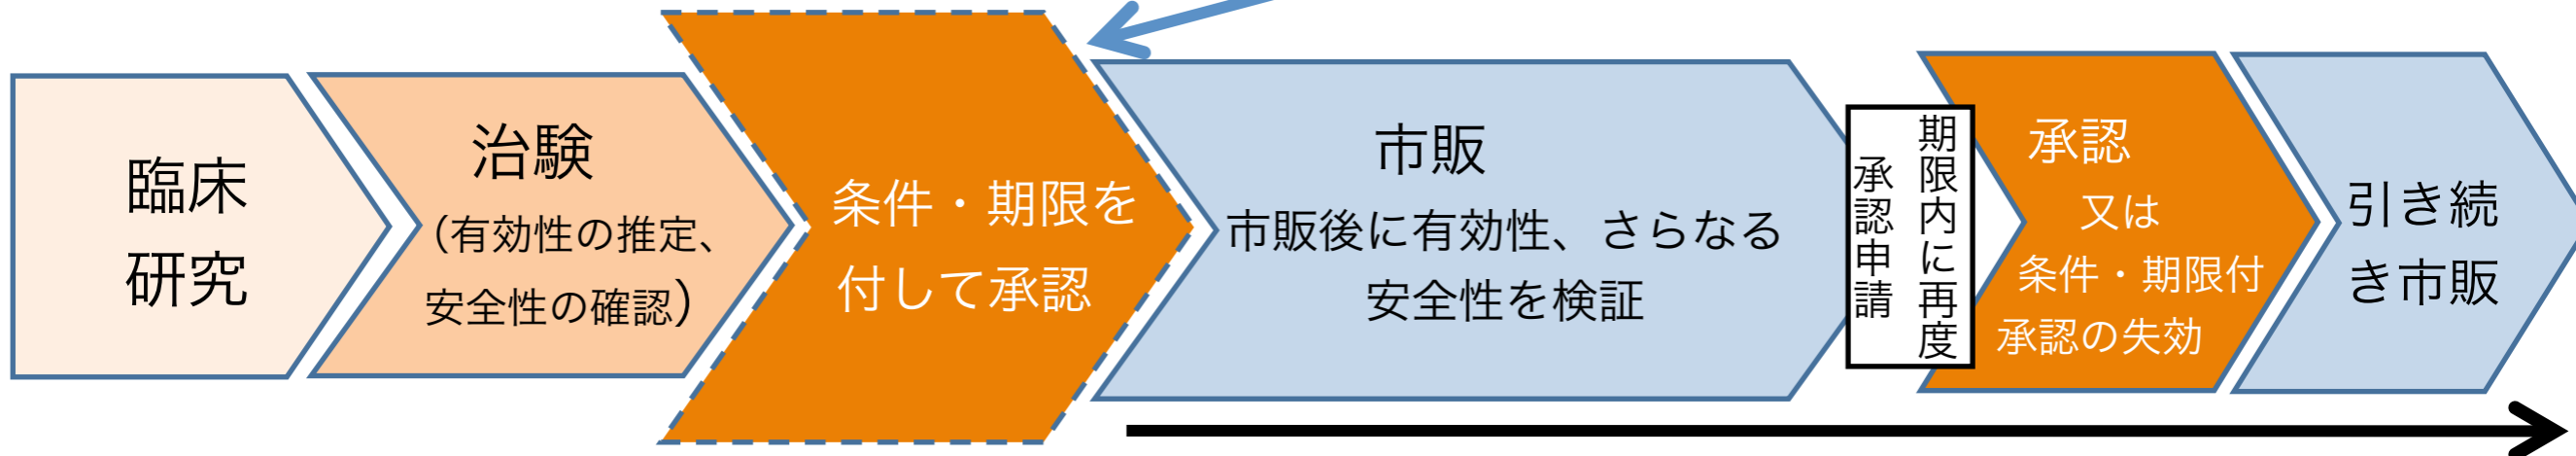 臨床
研究
治験
（有効性の推定、
安全性の確認）
条件・期限を
付して承認
市販
市販後に有効性、さらなる
安全性を検証
期限内に再度
承認申請
承認
又は
条件・期限付
承認の失効
引き続
き市販